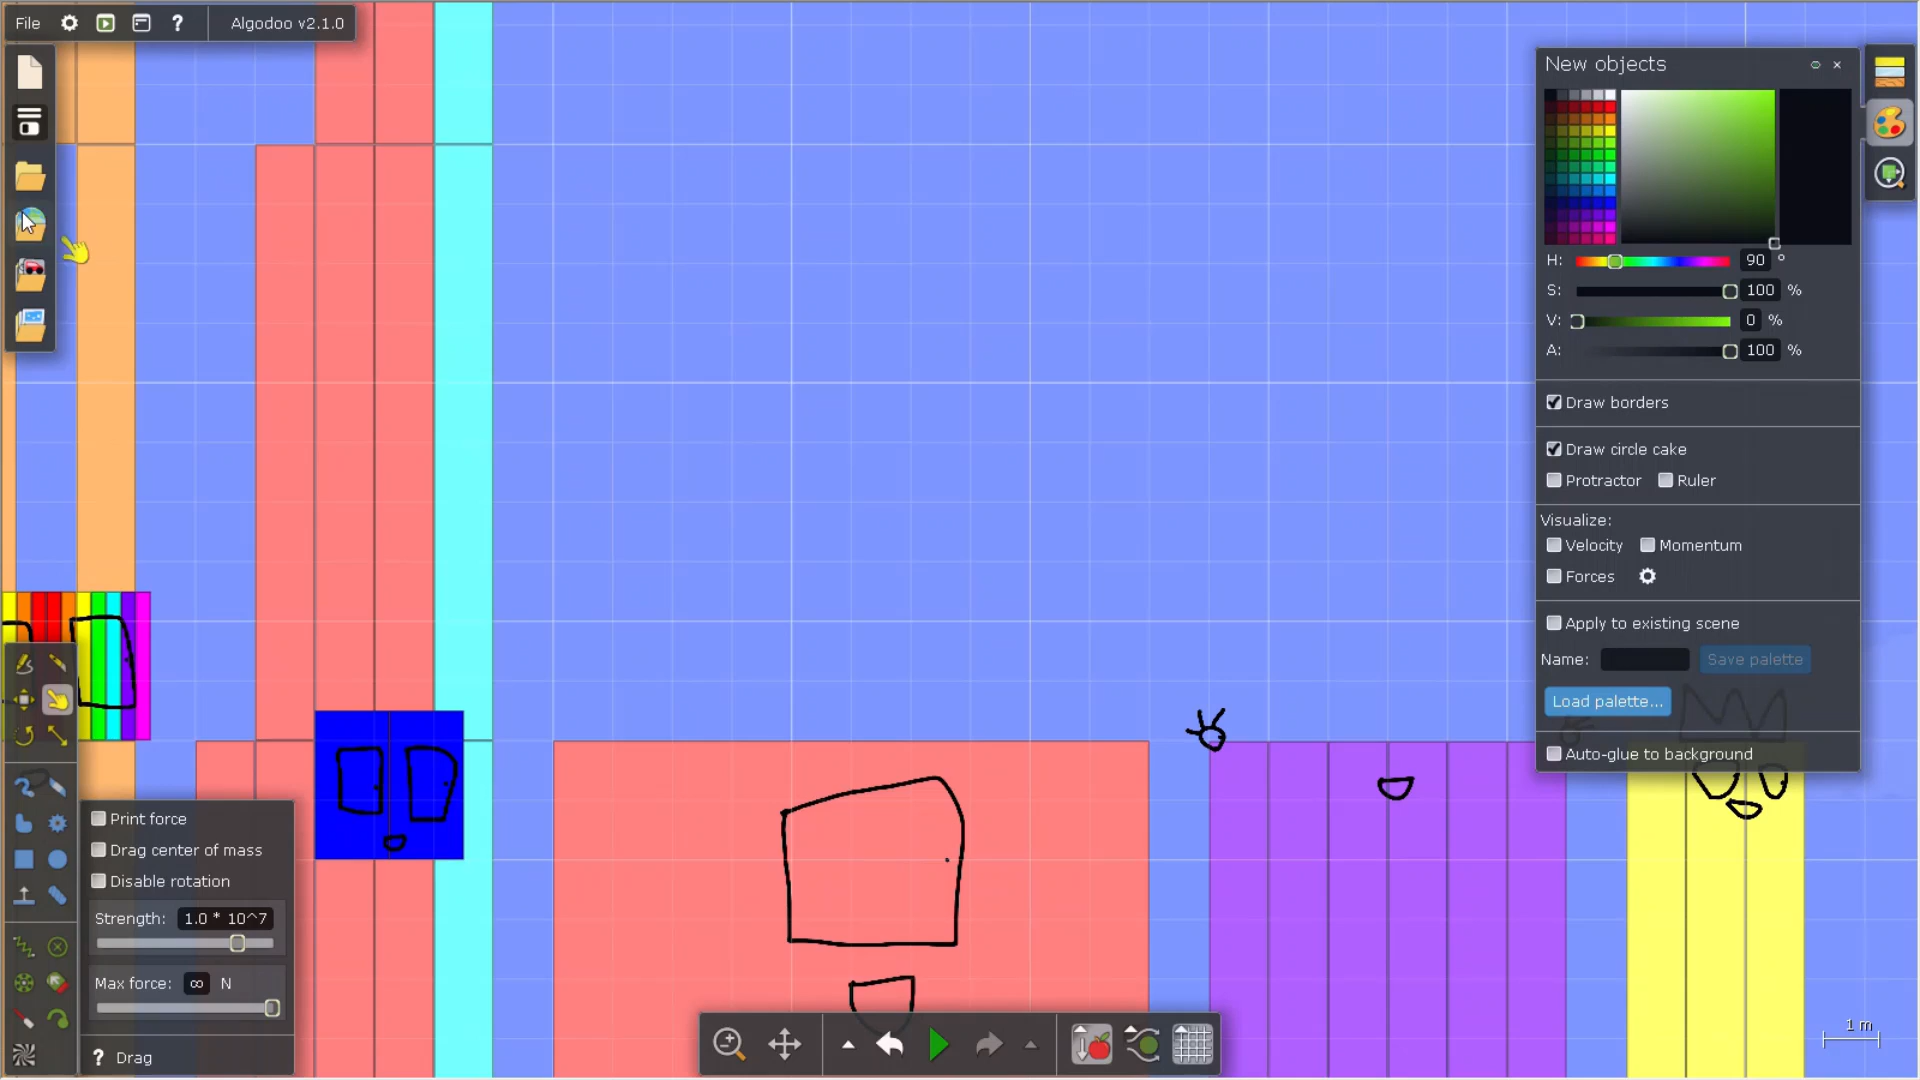 File ? Algodoo v2.1.0
New objects
H: 90 °
S: 100 %
V: 0 %
A: 100 %
Draw borders
Draw circle cake
Protractor Ruler
Visualize:
Velocity Momentum
Forces
Apply to existing scene
Name: Save palette
Load palette...
Auto-glue to background
Print force
Drag center of mass
Disable rotation
Strength: 1.0 * 10^7
Max force: ∞ N
? Drag
1 m